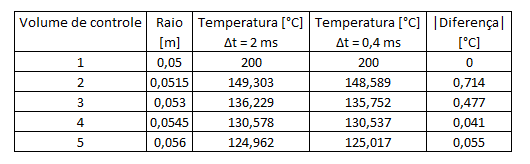 Volume de controle Raio [m] Temperatura [°C] Δt = 2 ms Temperatura [°C] Δt = 0,4 ms |Diferença| [°C]
1 0,05 200 200 0
2 0,0515 149,303 148,589 0,714
3 0,053 136,229 135,752 0,477
4 0,0545 130,578 130,537 0,041
5 0,056 124,962 125,017 0,055